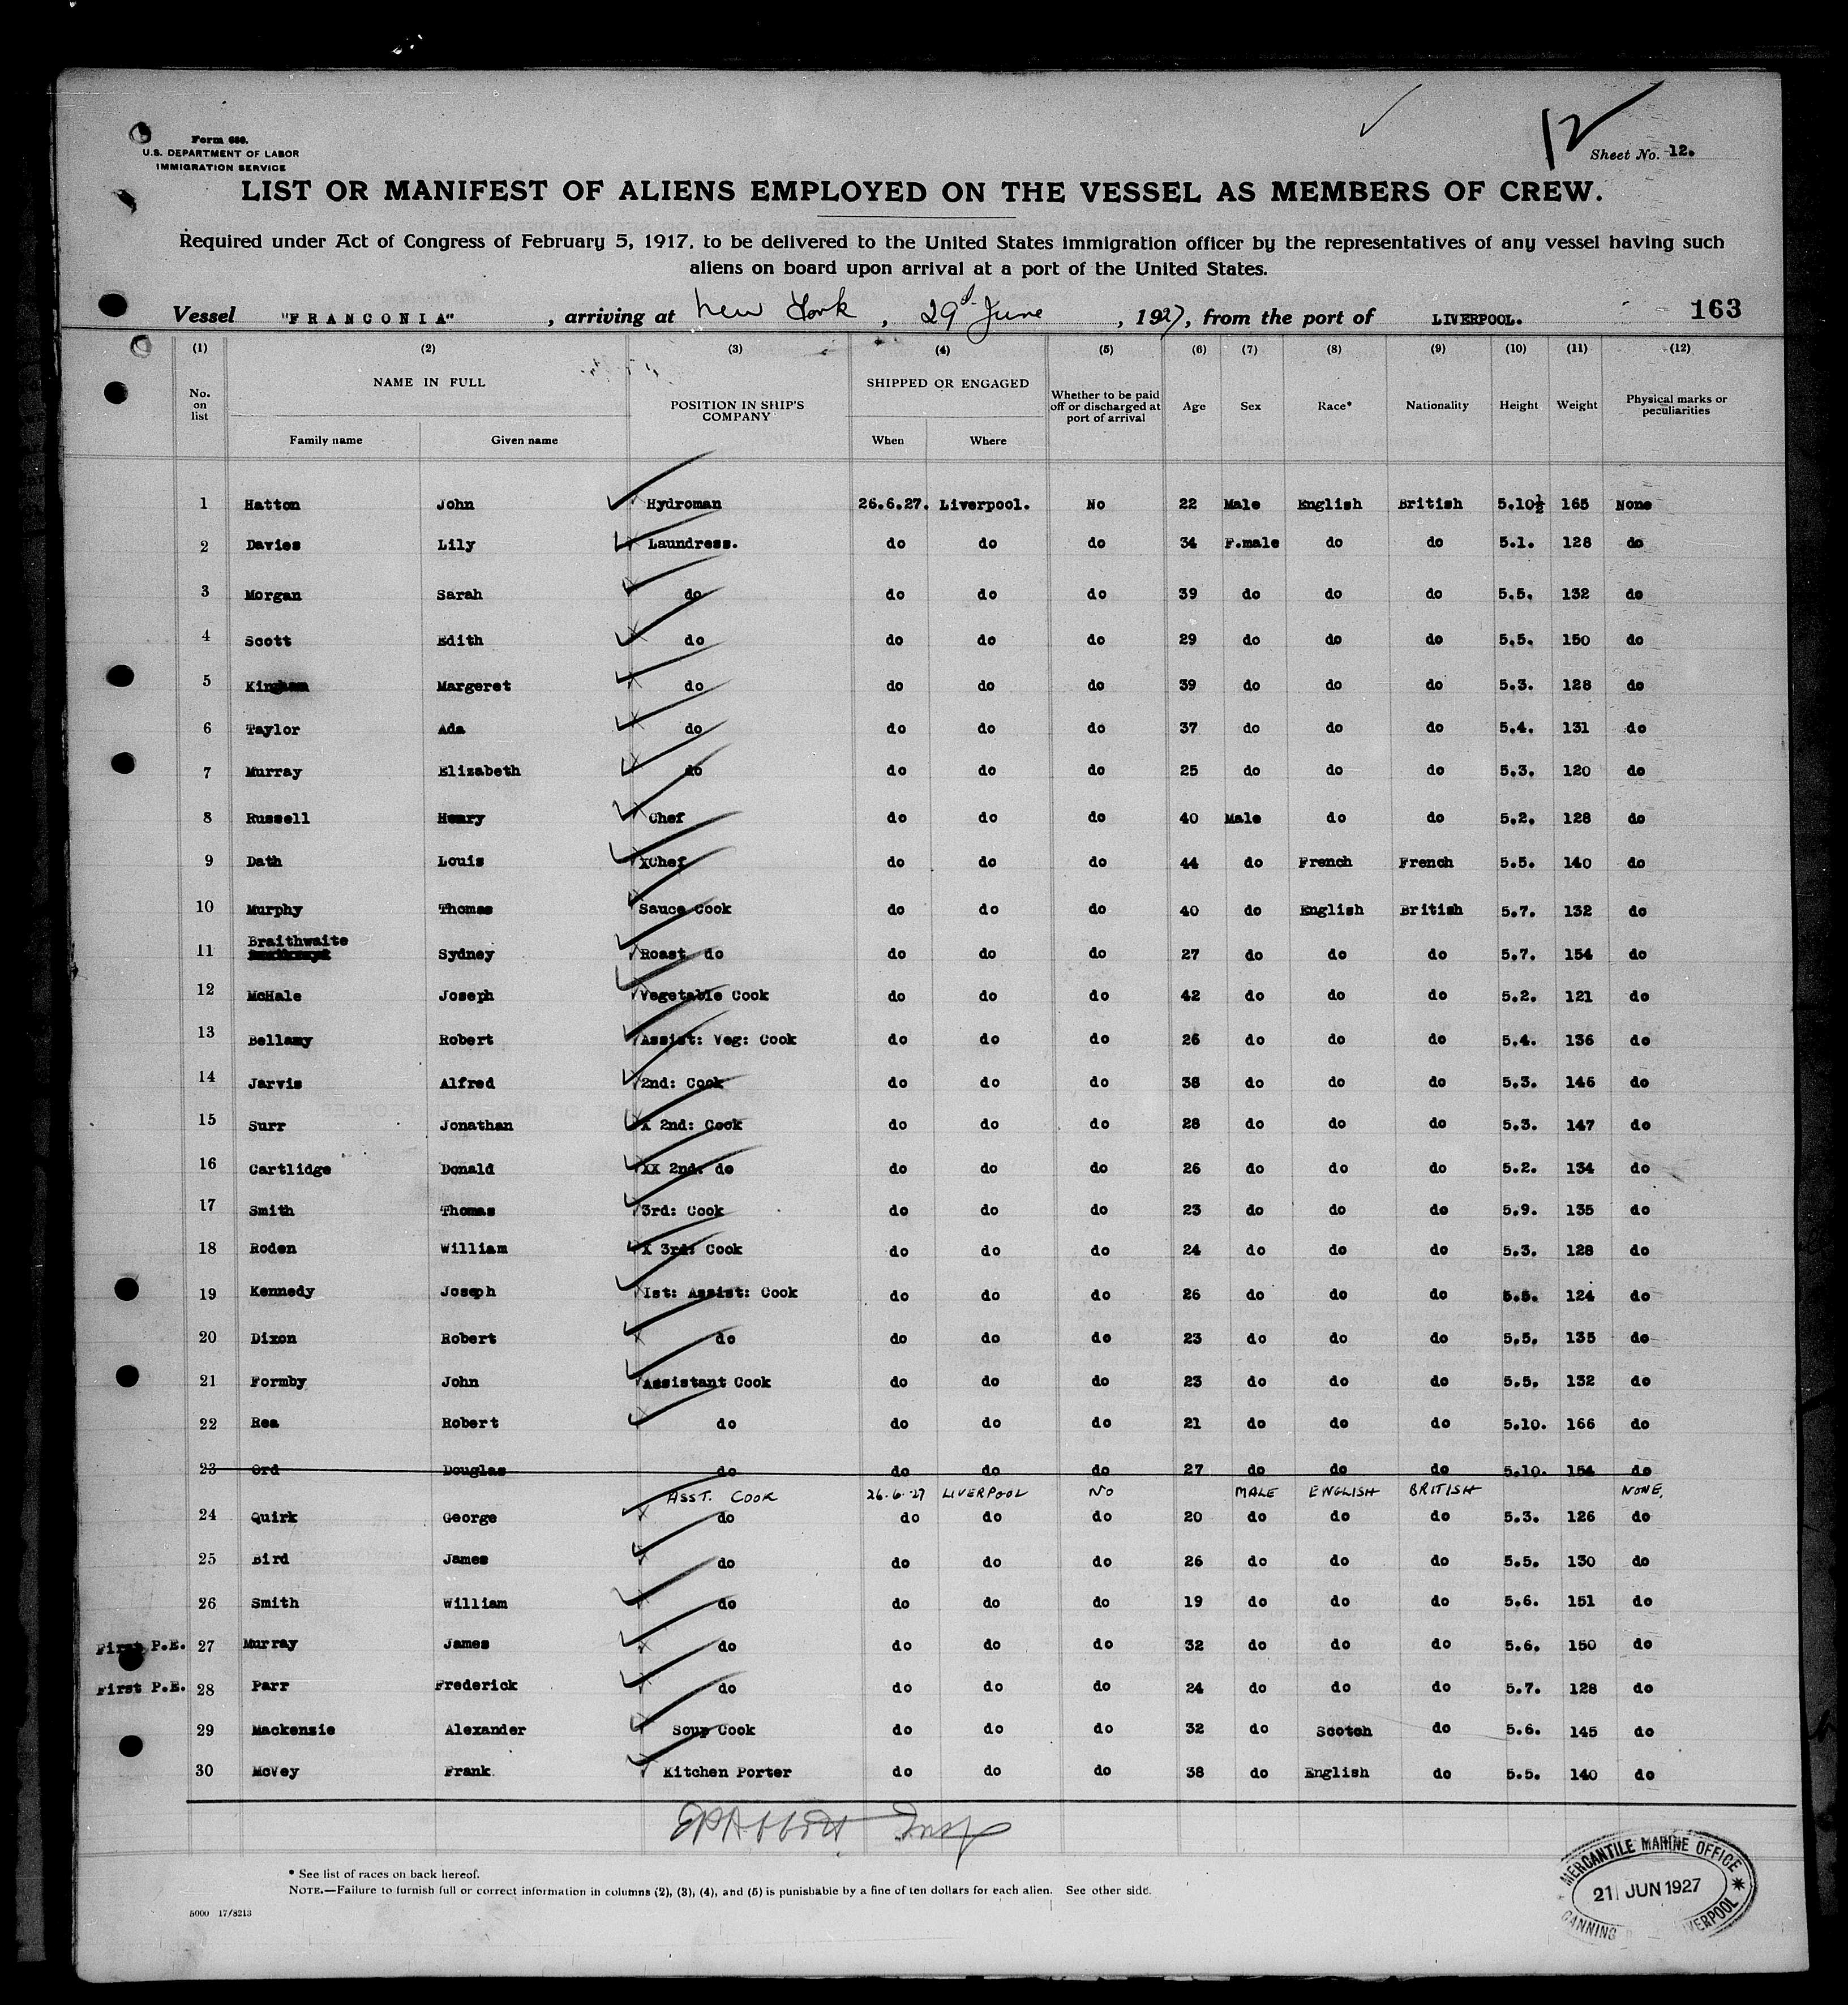 12
Form 686.
U.S. DEPARTMENT OF LABOR
IMMIGRATION SERVICE
Sheet No. 12.
LIST OR MANIFEST OF ALIENS EMPLOYED ON THE VESSEL AS MEMBERS OF CREW.
Required under Act of Congress of February 5, 1917, to be delivered to the United States immigration officer by the representatives of any vessel having such
aliens on board upon arrival at a port of the United States.
Vessel "FRANCONIA", arriving at New York, 29th June, 1927, from the port of LIVERPOOL. 163
(1) (2) (3) (4) (5) (6) (7) (8) (9) (10) (11) (12)
No. on list NAME IN FULL Family name Given name POSITION IN SHIP'S COMPANY SHIPPED OR ENGAGED When Where Whether to be paid off or discharged at port of arrival Age Sex Race* Nationality Height Weight Physical marks or peculiarities
1 Hatton John Hydroman 26.6.27. Liverpool. No 22 Male English British 5.10½ 165 None
2 Davies Lily Laundress. do do do 34 F.male do do 5.1. 128 do
3 Morgan Sarah do do do do 39 do do do 5.5. 132 do
4 Scott Edith do do do do 29 do do do 5.5. 150 do
5 Kingham Margeret do do do do 39 do do do 5.3. 128 do
6 Taylor Ada do do do do 37 do do do 5.4. 131 do
7 Murray Elizabeth do do do do 25 do do do 5.3. 120 do
8 Russell Henry Chef do do do 40 Male do do 5.2. 128 do
9 Dath Louis XChef do do do 44 do French French 5.5. 140 do
10 Murphy Thomas Sauce Cook do do do 40 do English British 5.7. 132 do
11 Braithwaite Sydney Roast do do do do 27 do do do 5.7. 154 do
12 McHale Joseph Vegetable Cook do do do 42 do do do 5.2. 121 do
13 Bellamy Robert Assist: Veg: Cook do do do 26 do do do 5.4. 136 do
14 Jarvis Alfred 2nd: Cook do do do 38 do do do 5.3. 146 do
15 Surr Jonathan X 2nd: Cook do do do 28 do do do 5.3. 147 do
16 Cartlidge Donald XX 2nd. do do do do 26 do do do 5.2. 134 do
17 Smith Thomas 3rd: Cook do do do 23 do do do 5.9. 135 do
18 Roden William X 3rd: Cook do do do 24 do do do 5.3. 128 do
19 Kennedy Joseph Ist: Assist: Cook do do do 26 do do do 5.5. 124 do
20 Dixon Robert do do do do 23 do do do 5.5. 135 do
21 Formby John Assistant Cook do do do 23 do do do 5.5. 132 do
22 Rea Robert do do do do 21 do do do 5.10. 166 do
23 Ord Douglas do do do do 27 do do do 5.10. 154 do
ASST. COOK 26.6.27 LIVERPOOL NO MALE ENGLISH BRITISH NONE,
24 Quirk George do do do do 20 do do do 5.3. 126 do
25 Bird James do do do do 26 do do do 5.5. 130 do
26 Smith William do do do do 19 do do do 5.6. 151 do
First P.E. 27 Murray James do do do do 32 do do do 5.6. 150 do
First P.E. 28 Parr Frederick do do do do 24 do do do 5.7. 128 do
29 Mackenzie Alexander Soup Cook do do do 32 do Scotch do 5.6. 145 do
30 McVey Frank Kitchen Porter do do do 38 do English do 5.5. 140 do
* See list of races on back hereof.
NOTE.—Failure to furnish full or correct information in columns (2), (3), (4), and (5) is punishable by a fine of ten dollars for each alien. See other side.
5000 17/8213
MERCANTILE MARINE OFFICE
21 JUN 1927
CANNING LIVERPOOL